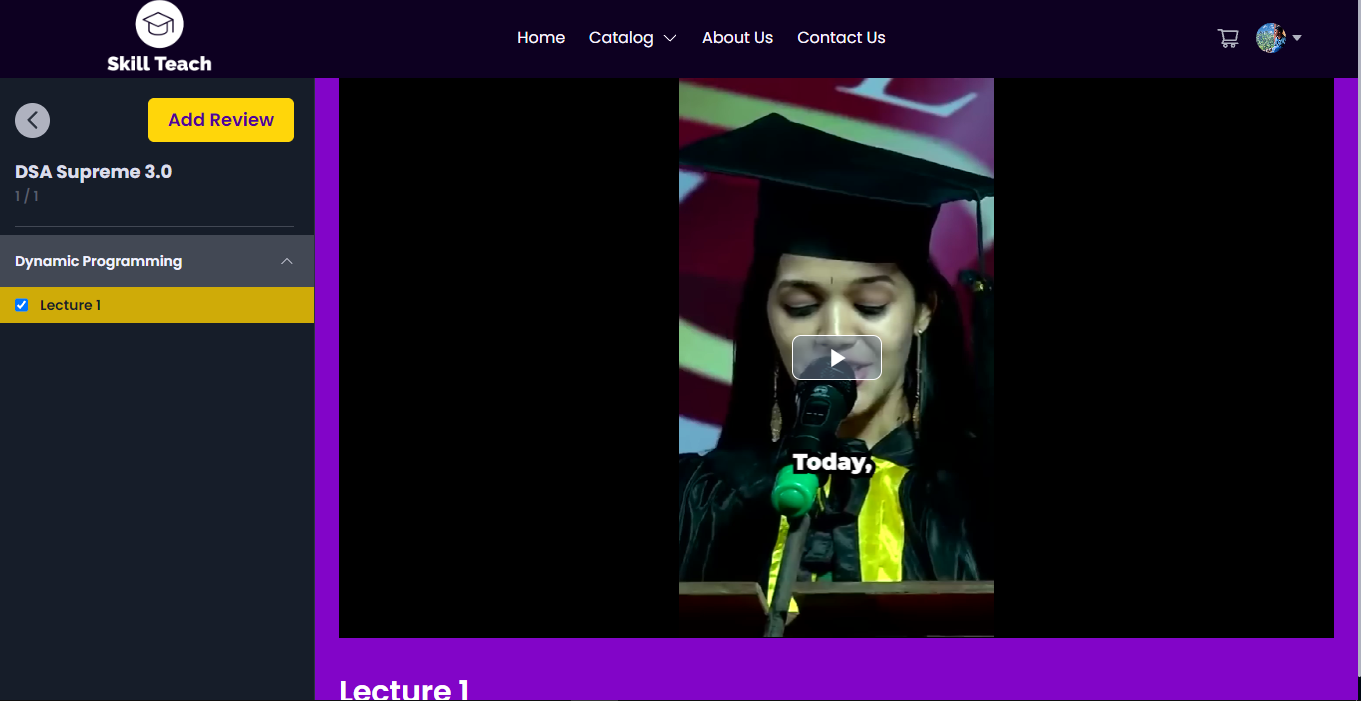 Skill Teach
Home Catalog About Us Contact Us
Add Review
DSA Supreme 3.0
1 / 1
Dynamic Programming
Lecture 1
Today,
Lecture 1